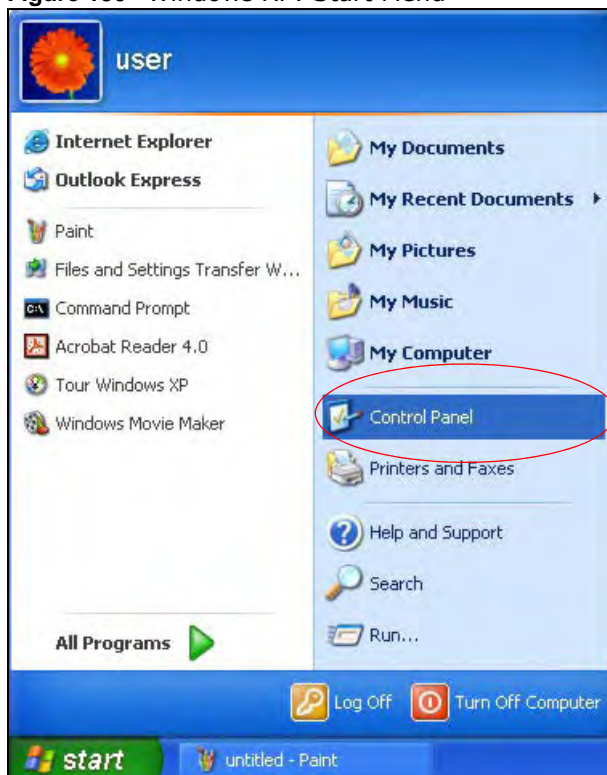 user
Internet Explorer
Outlook Express
Paint
Files and Settings Transfer W...
Command Prompt
Acrobat Reader 4.0
Tour Windows XP
Windows Movie Maker
All Programs
My Documents
My Recent Documents
My Pictures
My Music
My Computer
Control Panel
Printers and Faxes
Help and Support
Search
Run...
Log Off
Turn Off Computer
start
untitled - Paint